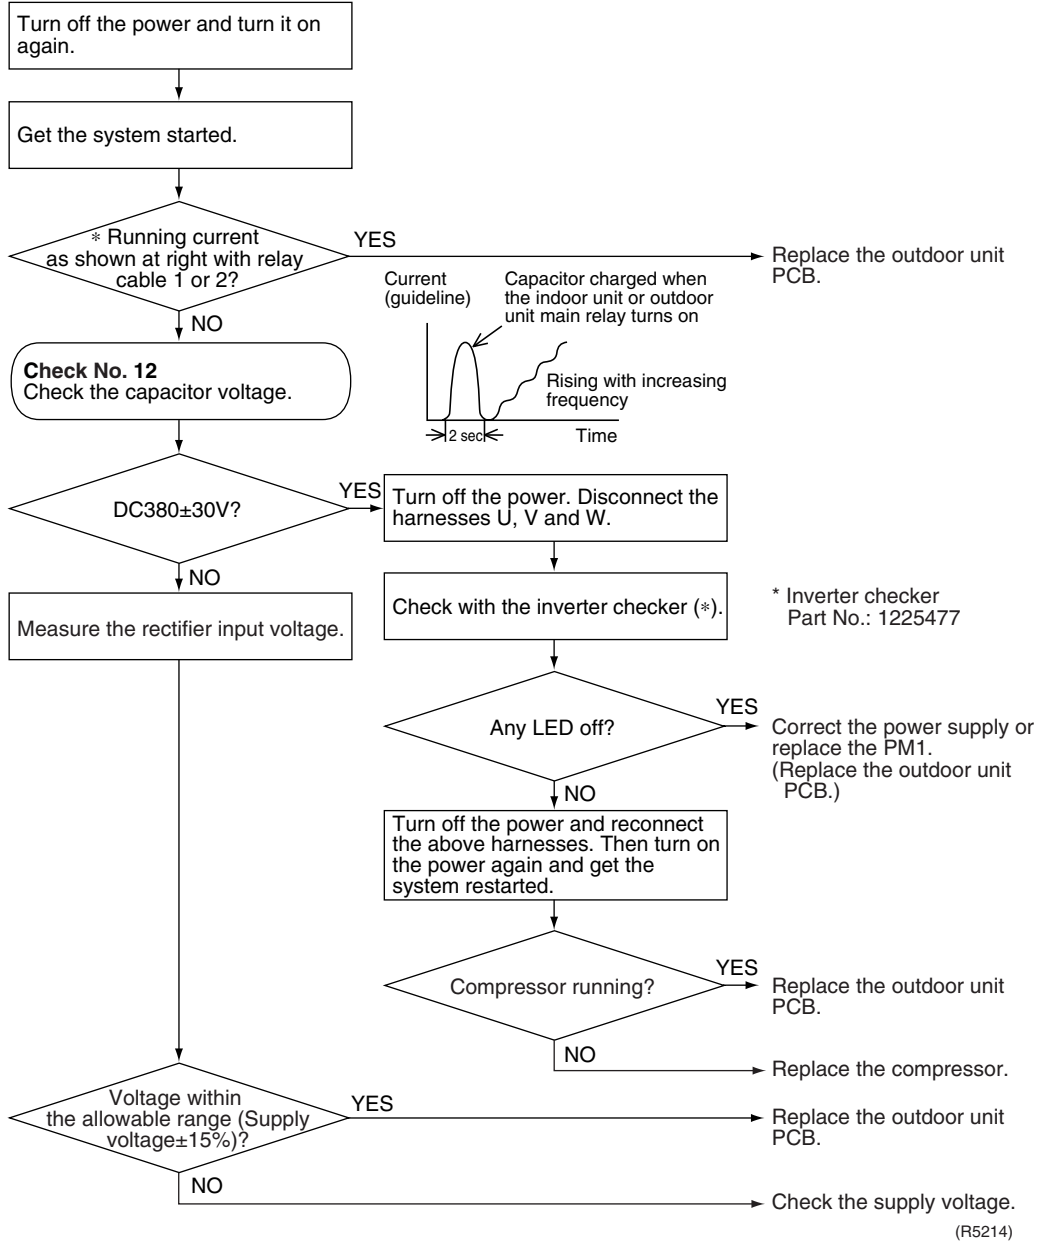 Turn off the power and turn it on
again.
Get the system started.
* Running current
as shown at right with relay
cable 1 or 2?
YES
Replace the outdoor unit
PCB.
NO
Current
(guideline)
Capacitor charged when
the indoor unit or outdoor
unit main relay turns on
Rising with increasing
frequency
2 sec
Time
Check No. 12
Check the capacitor voltage.
DC380±30V?
YES
Turn off the power. Disconnect the
harnesses U, V and W.
NO
Measure the rectifier input voltage.
Check with the inverter checker (*).
* Inverter checker
Part No.: 1225477
Any LED off?
YES
Correct the power supply or
replace the PM1.
(Replace the outdoor unit
PCB.)
NO
Turn off the power and reconnect
the above harnesses. Then turn on
the power again and get the
system restarted.
Compressor running?
YES
Replace the outdoor unit
PCB.
NO
Replace the compressor.
Voltage within
the allowable range (Supply
voltage±15%)?
YES
Replace the outdoor unit
PCB.
NO
Check the supply voltage.
(R5214)